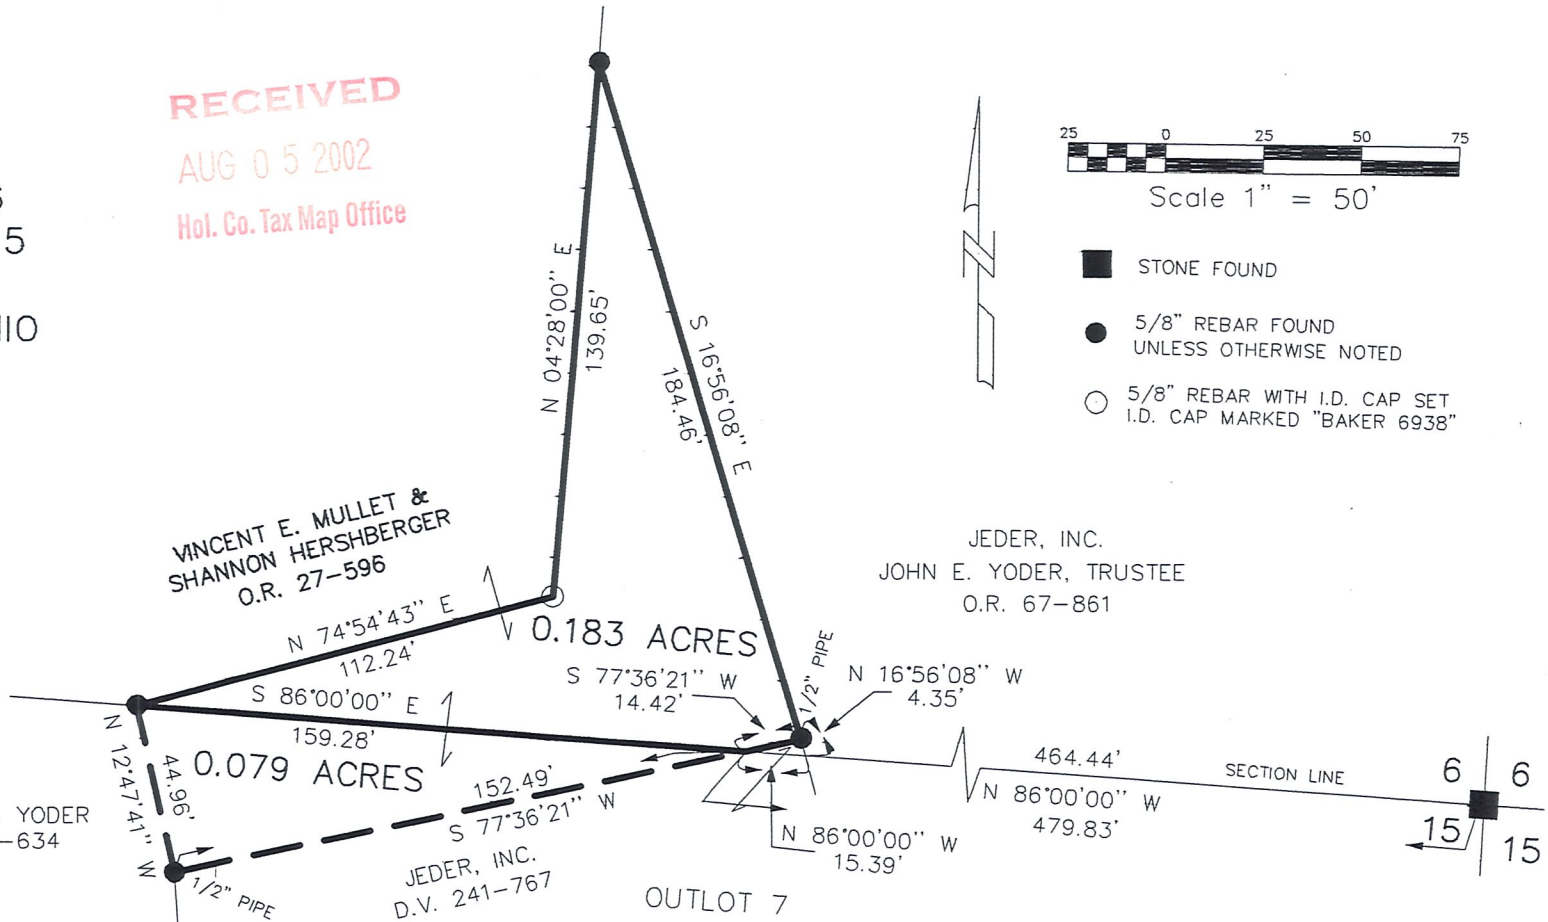 RECEIVED
AUG 05 2002
Hol. Co. Tax Map Office
5
25 0 25 50 75
Scale 1" = 50'
STONE FOUND
5/8" REBAR FOUND
UNLESS OTHERWISE NOTED
5/8" REBAR WITH I.D. CAP SET
I.D. CAP MARKED "BAKER 6938"
N
N 04°28'00" E
139.65'
S 16°56'08" E
184.46'
VINCENT E. MULLET &
SHANNON HERSHBERGER
O.R. 27-596
N 74°54'43" E
112.24'
0.183 ACRES
JEDER, INC.
JOHN E. YODER, TRUSTEE
O.R. 67-861
S 77°36'21" W
14.42'
1/2" PIPE
N 16°56'08" W
4.35'
S 86°00'00" E
159.28'
0.079 ACRES
N 12°47'41" W
44.96'
152.49'
S 77°36'21" W
YODER
-634
1/2" PIPE
JEDER, INC.
D.V. 241-767
N 86°00'00" W
15.39'
OUTLOT 7
464.44'
SECTION LINE
N 86°00'00" W
479.83'
6 6
15 15